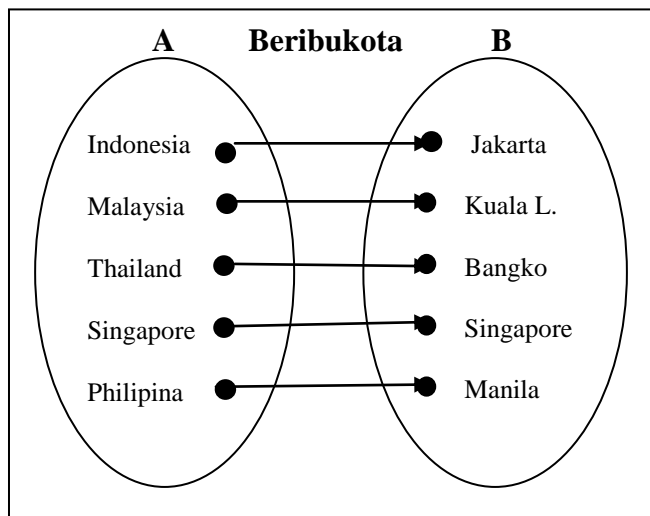 A Beribukota B
Indonesia Jakarta
Malaysia Kuala L.
Thailand Bangko
Singapore Singapore
Philipina Manila